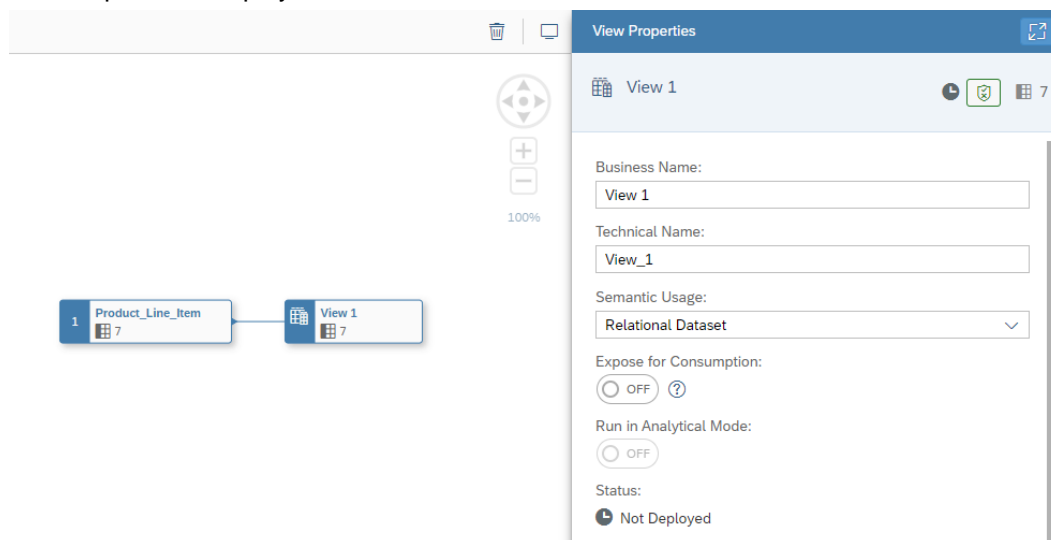 View Properties
View 1
7
Business Name:
View 1
100%
Technical Name:
View_1
Semantic Usage:
1
Product_Line_Item
7
View 1
7
Relational Dataset
Expose for Consumption:
OFF
?
Run in Analytical Mode:
OFF
Status:
Not Deployed